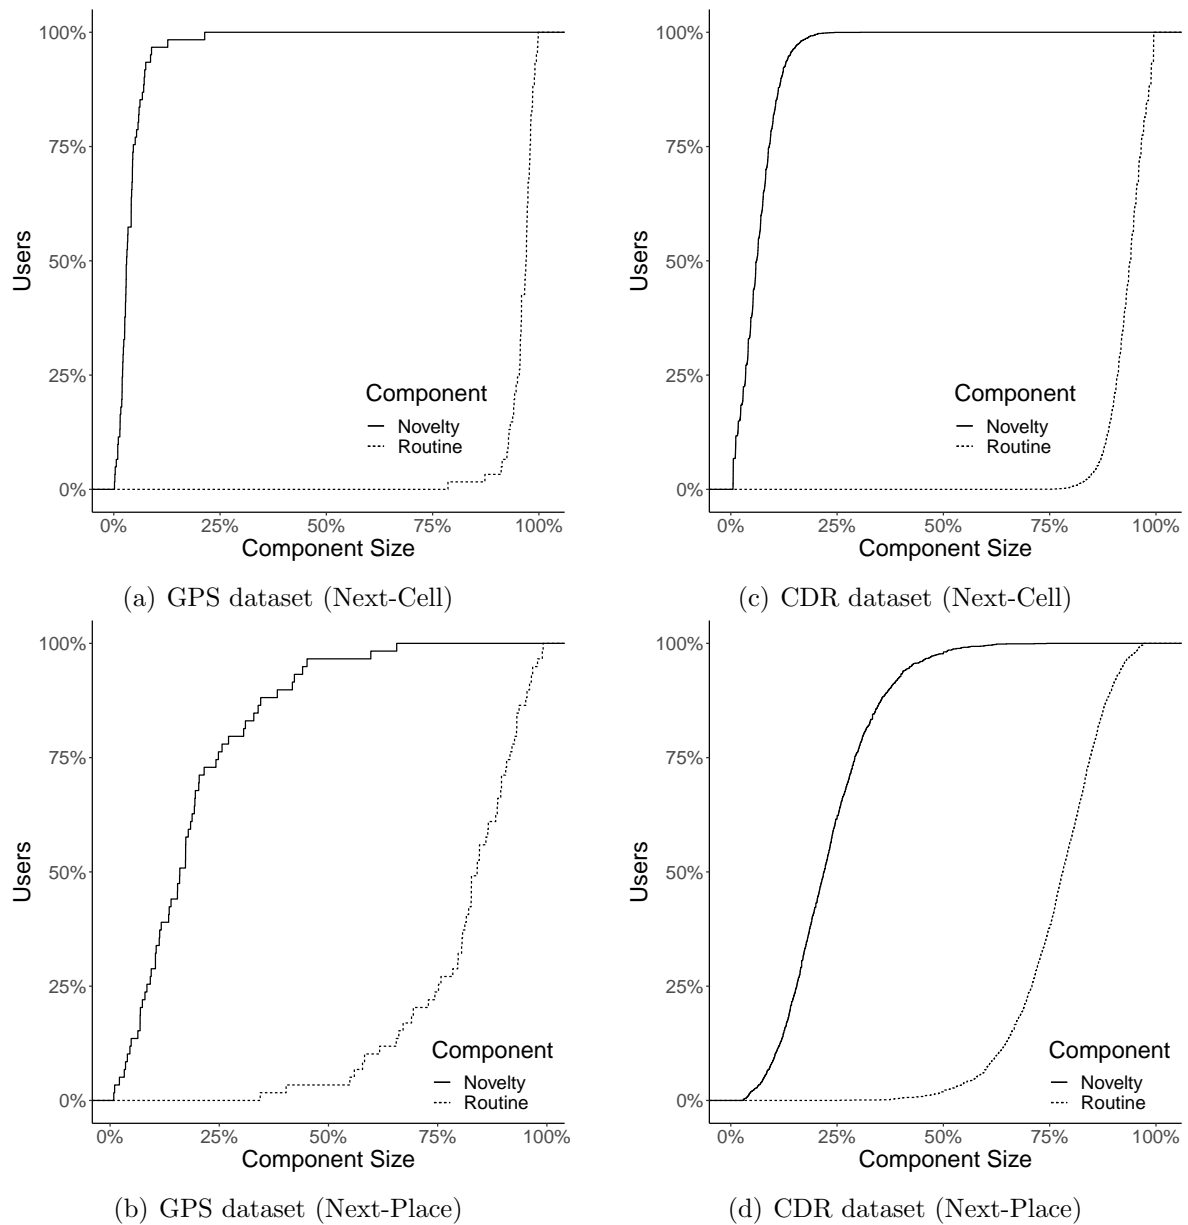 100%
75%
50%
25%
0%
Users
Component
Novelty
Routine
0% 25% 50% 75% 100%
Component Size
(a) GPS dataset (Next-Cell)
100%
75%
50%
25%
0%
Users
Component
Novelty
Routine
0% 25% 50% 75% 100%
Component Size
(c) CDR dataset (Next-Cell)
100%
75%
50%
25%
0%
Users
Component
Novelty
Routine
0% 25% 50% 75% 100%
Component Size
(b) GPS dataset (Next-Place)
100%
75%
50%
25%
0%
Users
Component
Novelty
Routine
0% 25% 50% 75% 100%
Component Size
(d) CDR dataset (Next-Place)